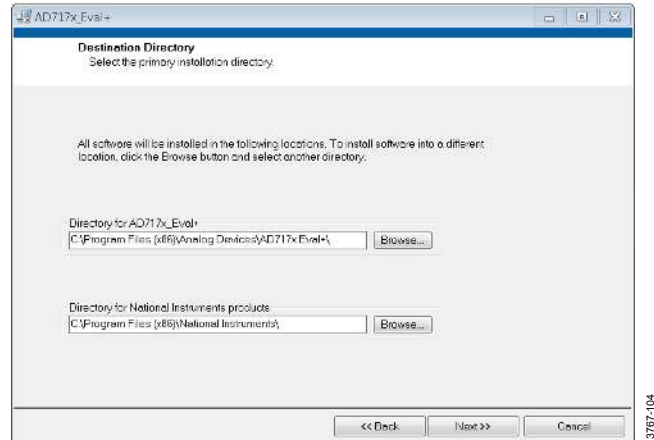 AD717x_Eval+
Destination Directory
Select the primary installation directory.
All software will be installed in the following locations. To install software into a different
location, click the Browse button and select another directory.
Directory for AD717x_Eval+
C:\Program Files (x86)\Analog Devices\AD717x Eval+\
Browse...
Directory for National Instruments products
C:\Program Files (x86)\National Instruments\
Browse...
<< Back
Next >>
Cancel
3767-104